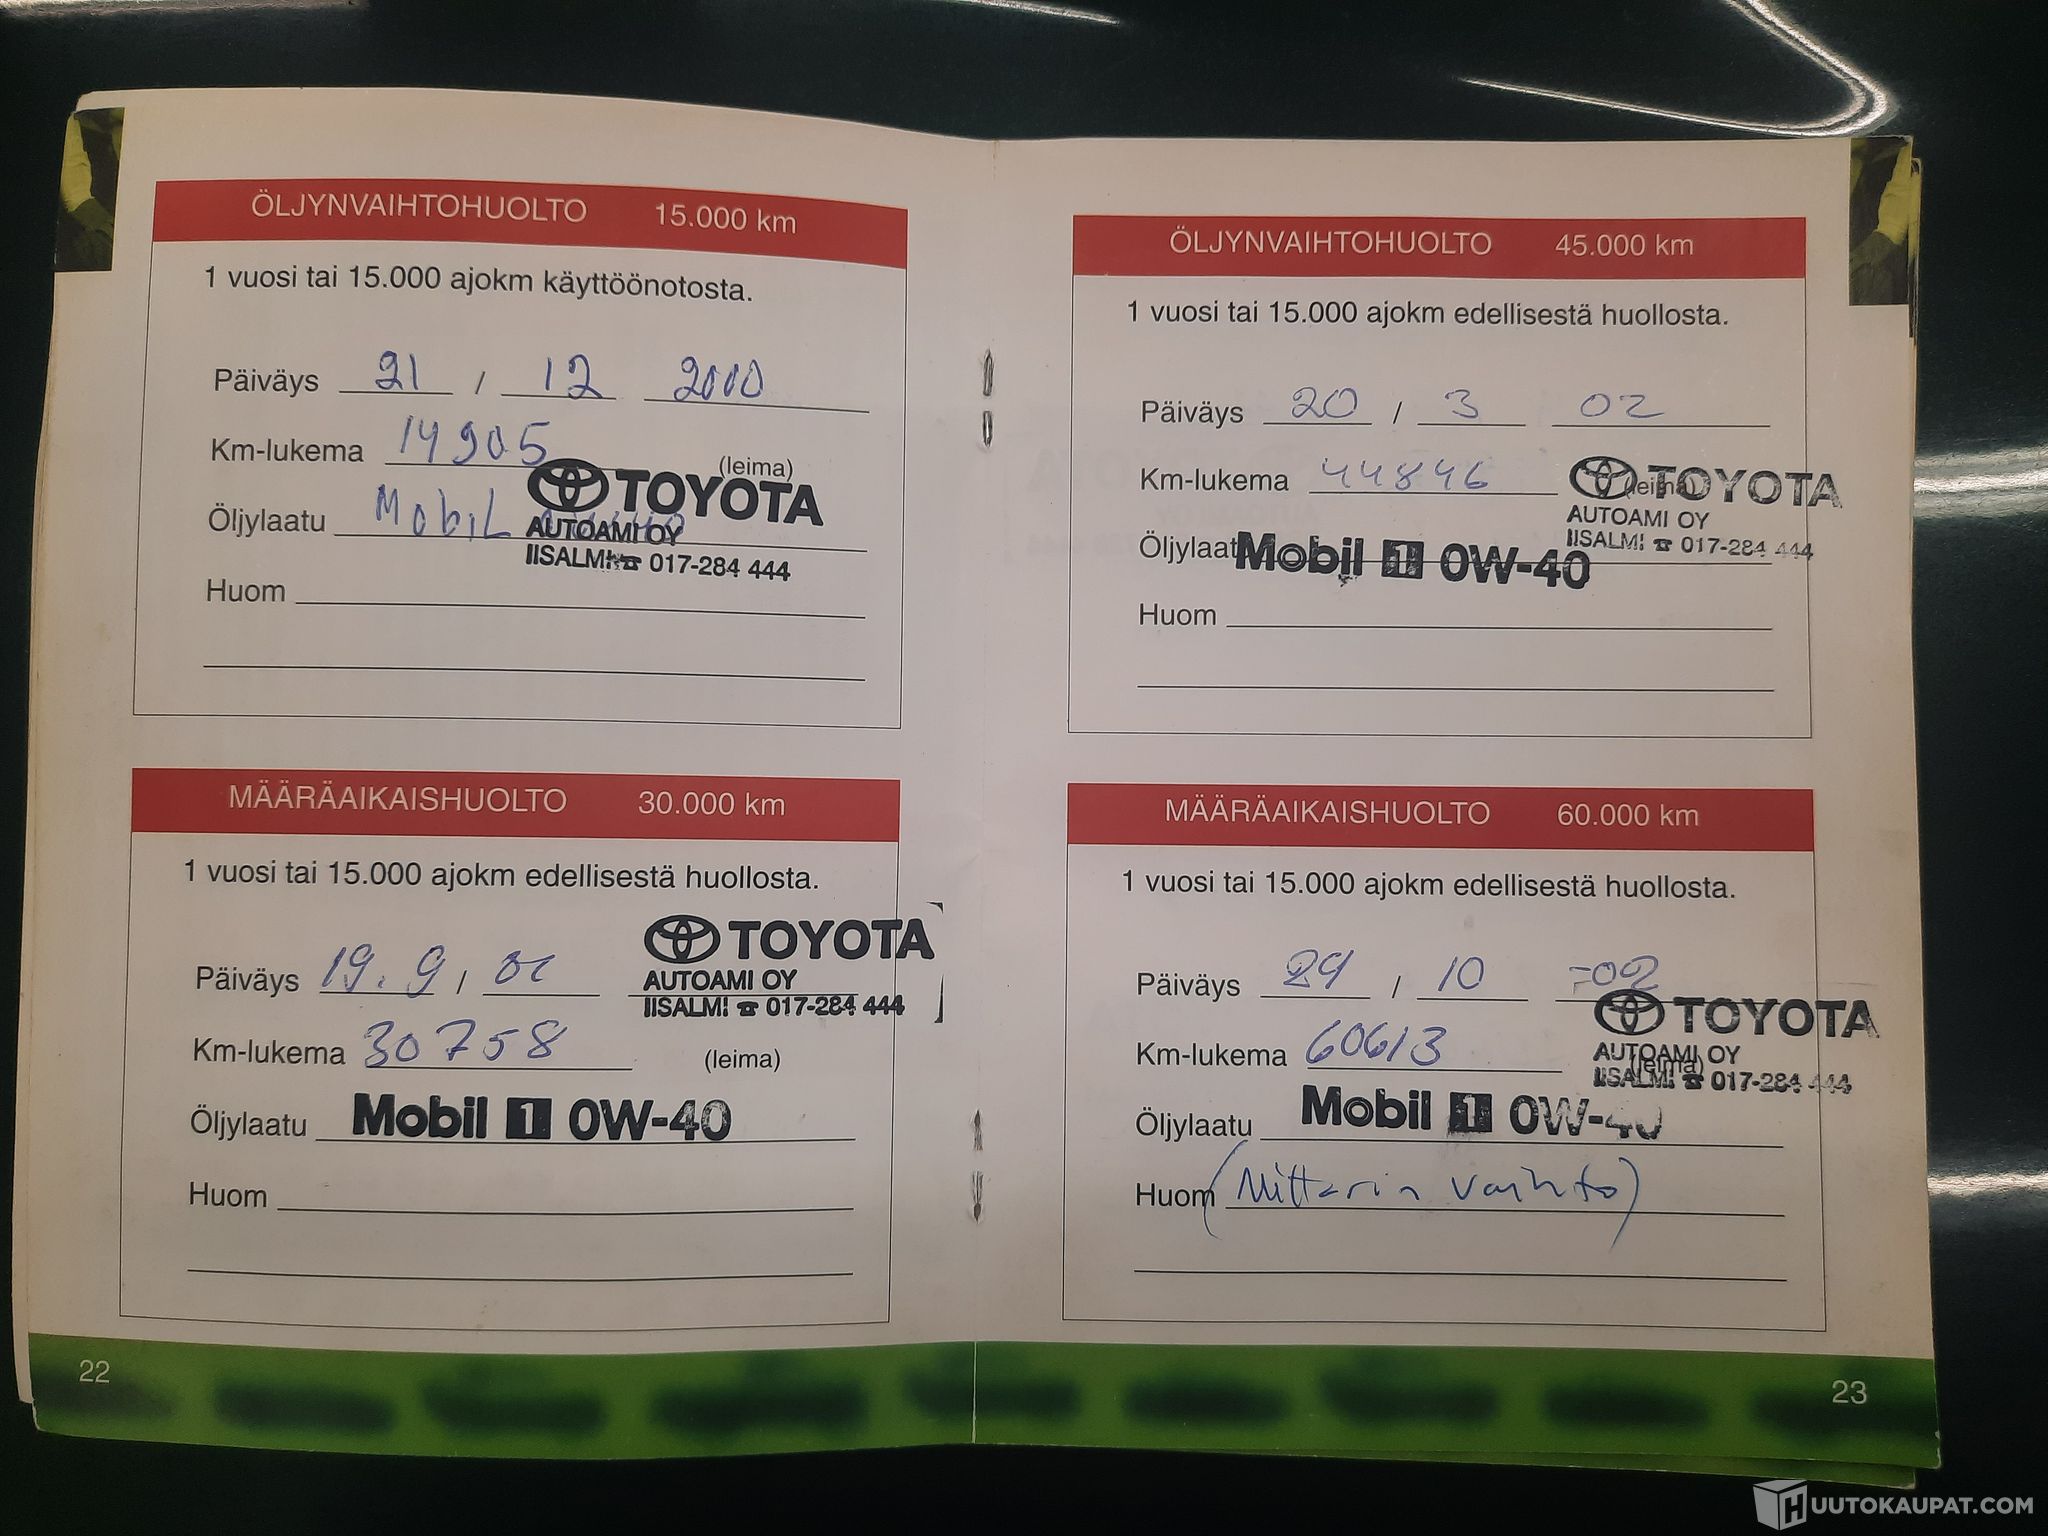 ÖLJYNVAIHTOHUOLTO 15.000 km
1 vuosi tai 15.000 ajokm käyttöönotosta.
Päiväys 21 / 12 2000
Km-lukema 14905
(leima)
TOYOTA
Öljylaatu Mobil
AUTOAMI OY
IISALMI ☎ 017-284 444
Huom
MÄÄRÄAIKAISHUOLTO 30.000 km
1 vuosi tai 15.000 ajokm edellisestä huollosta.
TOYOTA
AUTOAMI OY
IISALMI ☎ 017-284 444
Päiväys 19.9 / 01
Km-lukema 30758 (leima)
Öljylaatu Mobil 1 0W-40
Huom
22
ÖLJYNVAIHTOHUOLTO 45.000 km
1 vuosi tai 15.000 ajokm edellisestä huollosta.
Päiväys 20 / 3 02
Km-lukema 44846 (leima)
TOYOTA
AUTOAMI OY
IISALMI ☎ 017-284 444
Öljylaat Mobil 1 0W-40
Huom
MÄÄRÄAIKAISHUOLTO 60.000 km
1 vuosi tai 15.000 ajokm edellisestä huollosta.
Päiväys 29 / 10 -02
TOYOTA
Km-lukema 60613
AUTOAMI OY
(leima)
IISALMI ☎ 017-284 444
Öljylaatu Mobil 1 0W-40
Huom (Mittarin vaihto)
23
HUUTOKAUPAT.COM